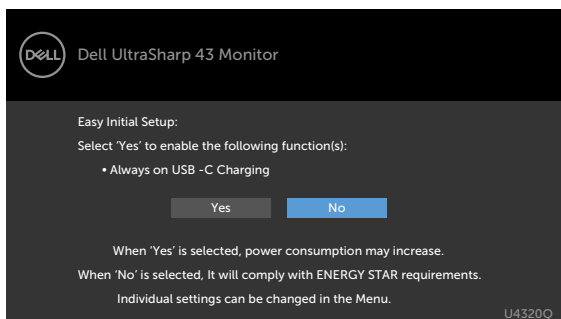 DELL
Dell UltraSharp 43 Monitor
Easy Initial Setup:
Select ‘Yes’ to enable the following function(s):
• Always on USB -C Charging
Yes No
When ‘Yes’ is selected, power consumption may increase.
When ‘No’ is selected, It will comply with ENERGY STAR requirements.
Individual settings can be changed in the Menu.
U4320Q